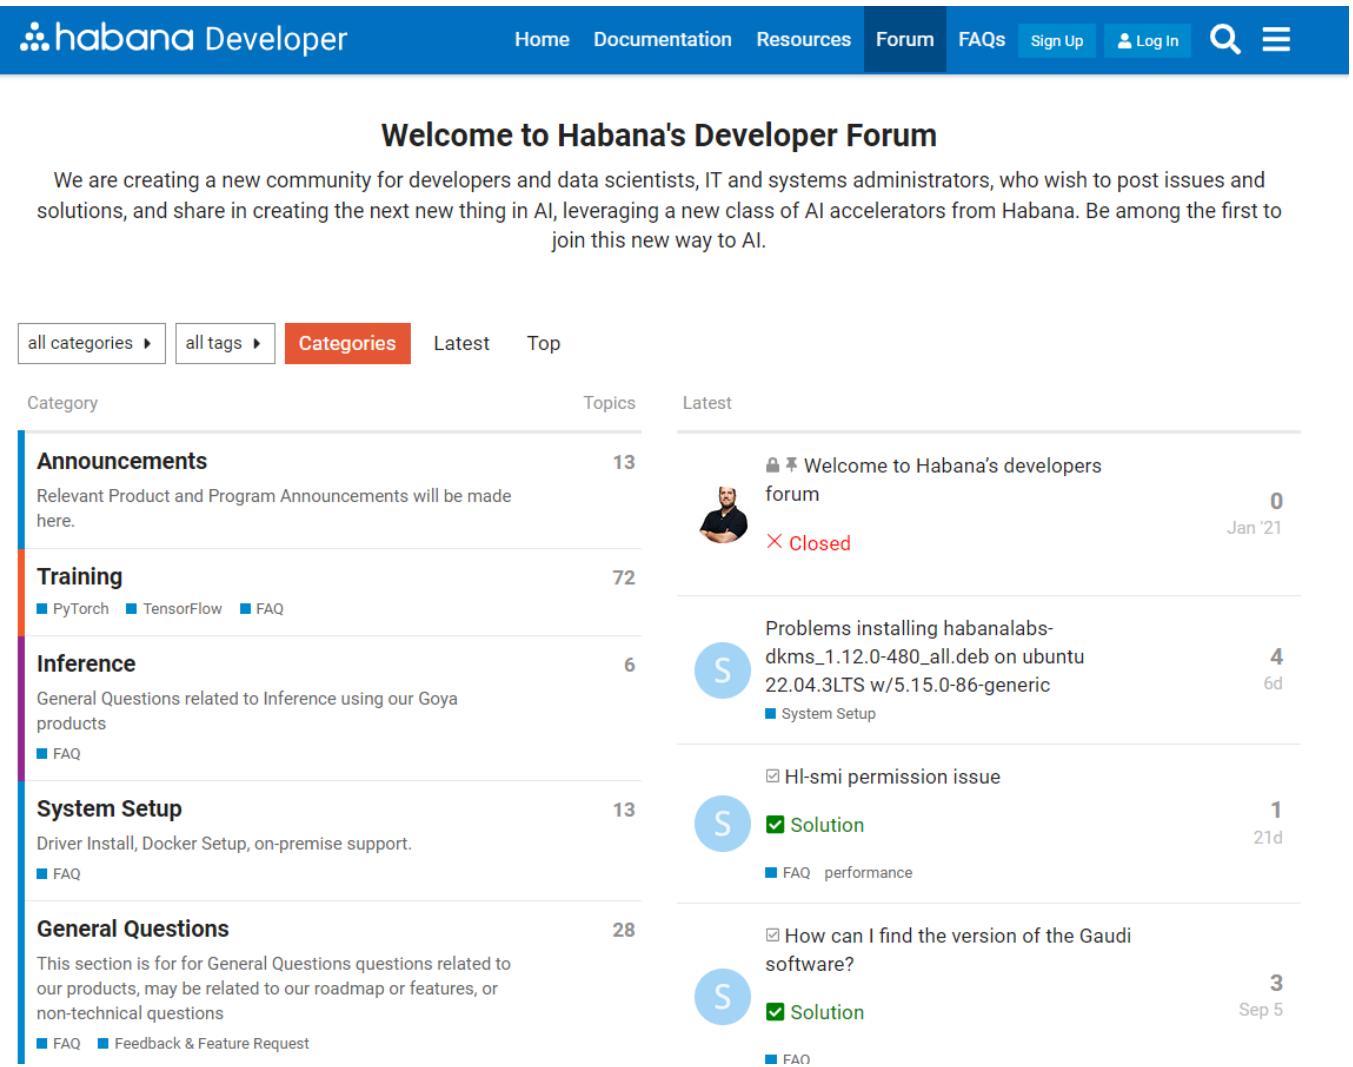 habana Developer
Home Documentation Resources Forum FAQs Sign Up Log In
Welcome to Habana's Developer Forum
We are creating a new community for developers and data scientists, IT and systems administrators, who wish to post issues and
solutions, and share in creating the next new thing in AI, leveraging a new class of AI accelerators from Habana. Be among the first to
join this new way to AI.
all categories all tags Categories Latest Top
Category Topics
Announcements 13
Relevant Product and Program Announcements will be made
here.
Training 72
PyTorch TensorFlow FAQ
Inference 6
General Questions related to Inference using our Goya
products
FAQ
System Setup 13
Driver Install, Docker Setup, on-premise support.
FAQ
General Questions 28
This section is for for General Questions questions related to
our products, may be related to our roadmap or features, or
non-technical questions
FAQ Feedback & Feature Request
Latest
Welcome to Habana’s developers
forum
0
Jan '21
Closed
S
Problems installing habanalabs-
dkms_1.12.0-480_all.deb on ubuntu
22.04.3LTS w/5.15.0-86-generic
4
6d
System Setup
S
Hl-smi permission issue
1
21d
Solution
FAQ performance
S
How can I find the version of the Gaudi
software?
3
Sep 5
Solution
FAQ